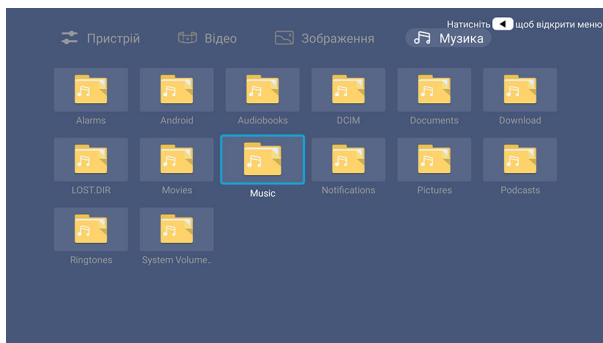 Натисніть ◀ щоб відкрити меню
Пристрій Відео Зображення Музика
Alarms Android Audiobooks DCIM Documents Download
LOST.DIR Movies Music Notifications Pictures Podcasts
Ringtones System Volume..